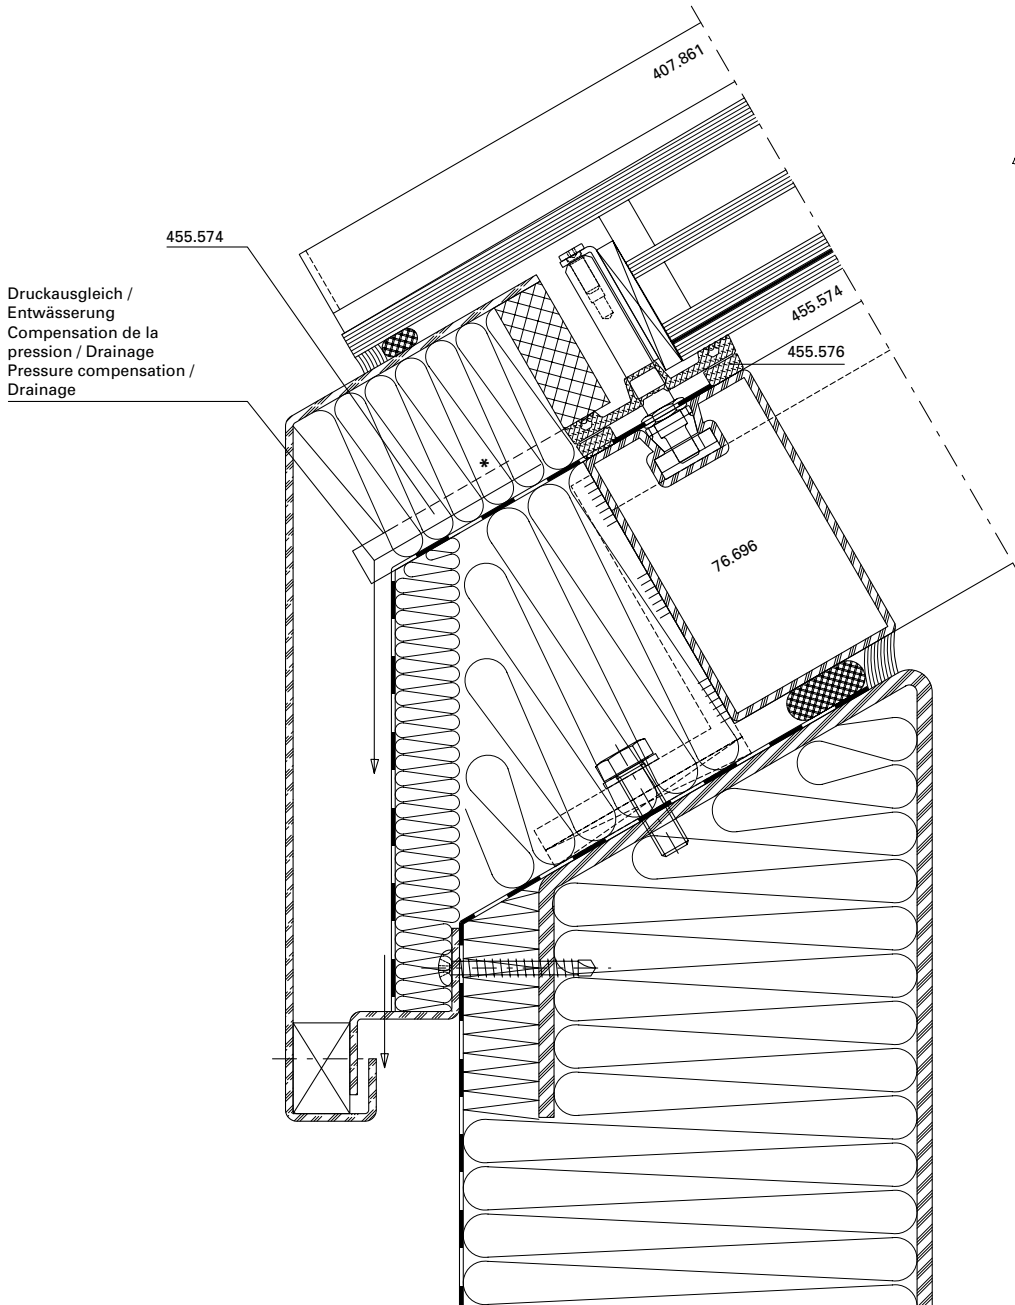 407.861
455.574
Druckausgleich /
Entwässerung
Compensation de la
pression / Drainage
Pressure compensation /
Drainage
455.574
455.576
*
76.696